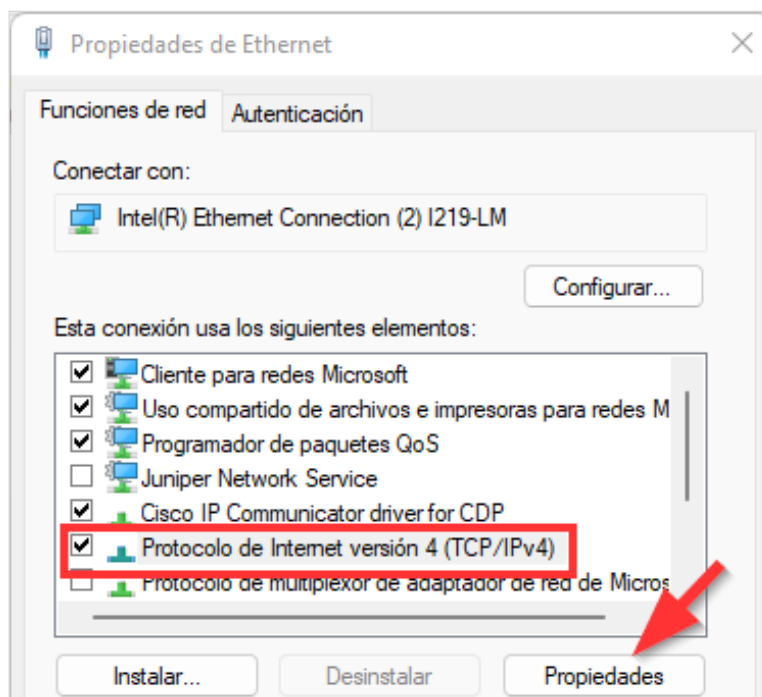 Propiedades de Ethernet
Funciones de red
Autenticación
Conectar con:
Intel(R) Ethernet Connection (2) I219-LM
Configurar...
Esta conexión usa los siguientes elementos:
Cliente para redes Microsoft
Uso compartido de archivos e impresoras para redes M
Programador de paquetes QoS
Juniper Network Service
Cisco IP Communicator driver for CDP
Protocolo de Internet versión 4 (TCP/IPv4)
Protocolo de multiplexor de adaptador de red de Micros
Instalar...
Desinstalar
Propiedades